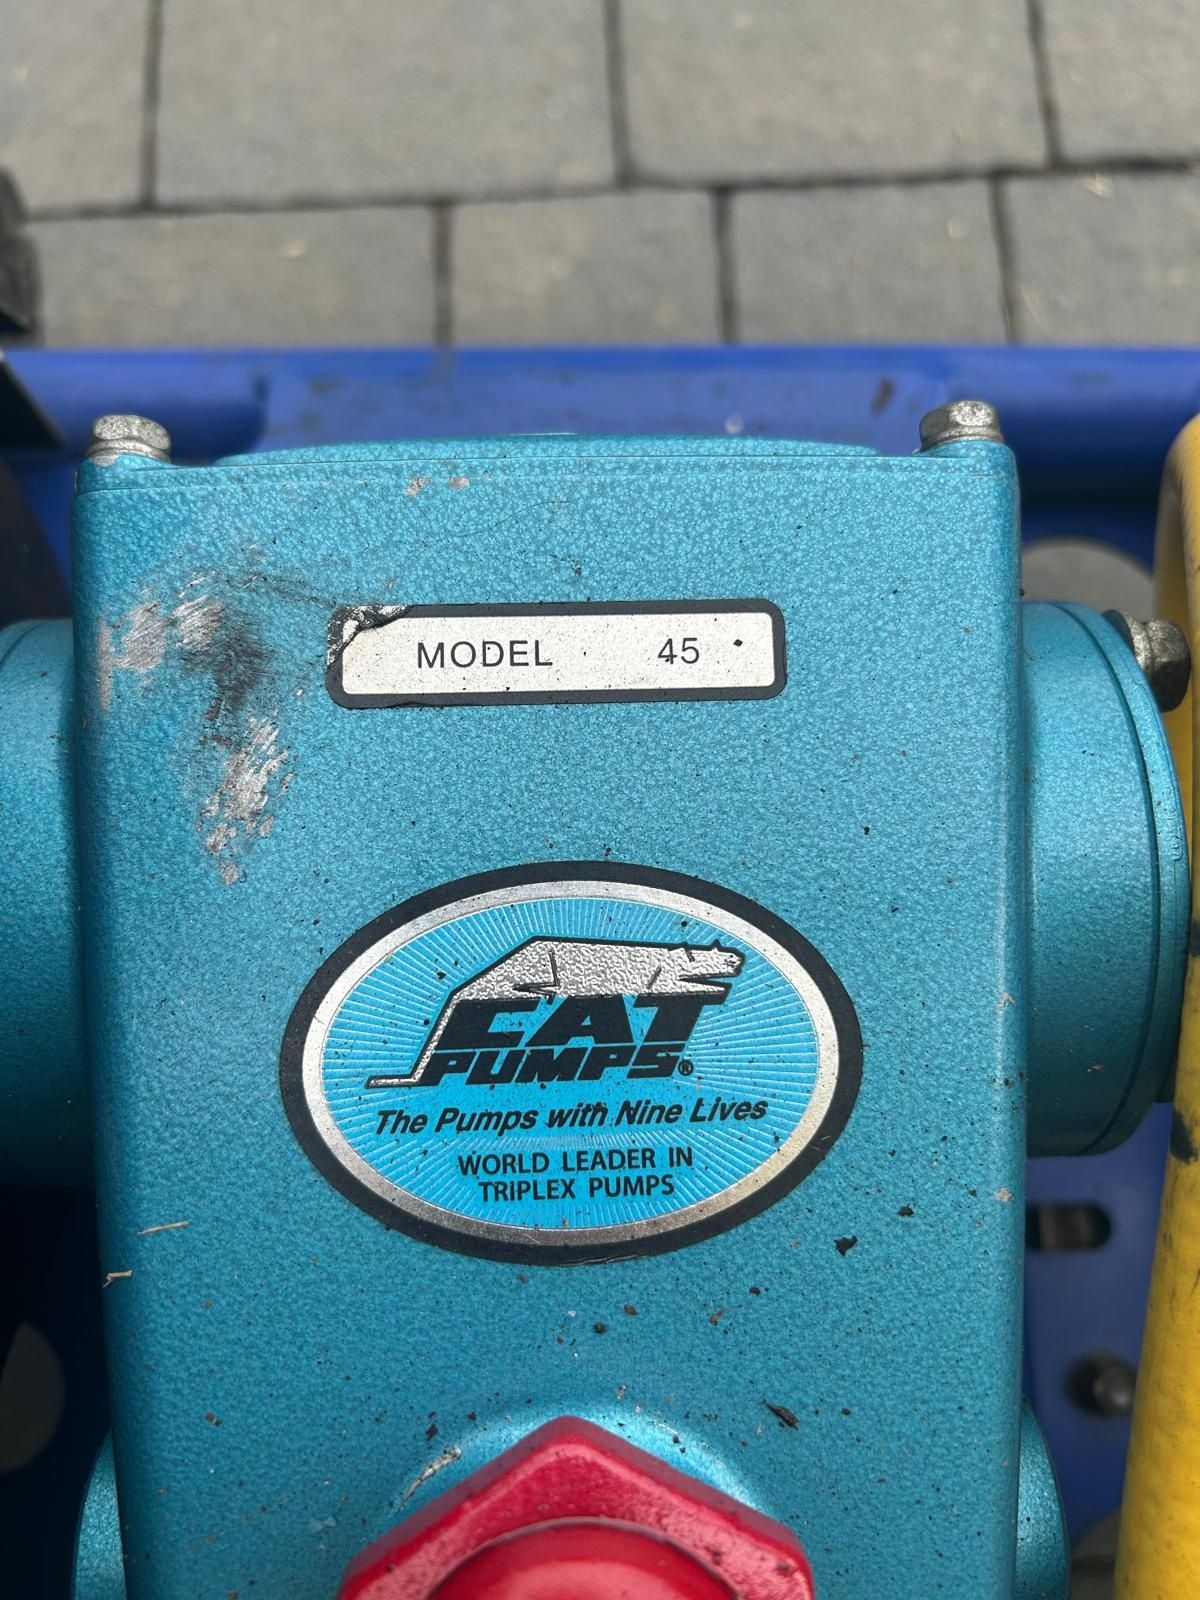 MODEL 45
CAT
PUMPS®
The Pumps with Nine Lives
WORLD LEADER IN
TRIPLEX PUMPS